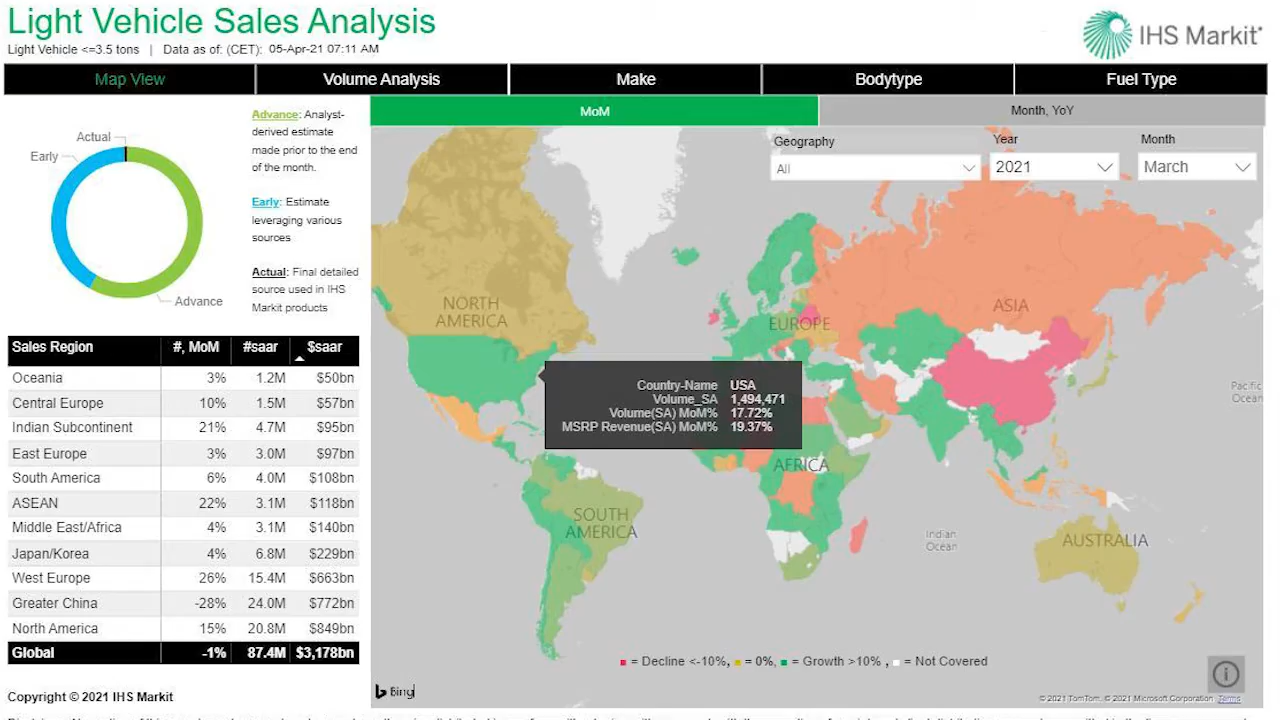 Light Vehicle Sales Analysis
Light Vehicle <=3.5 tons | Data as of: (CET): 05-Apr-21 07:11 AM
IHS Markit
Map View
Volume Analysis
Make
Bodytype
Fuel Type
MoM
Month, YoY
Geography
All
Year
2021
Month
March
Actual
Early
Advance
Advance: Analyst-
derived estimate
made prior to the end
of the month.
Early: Estimate
leveraging various
sources
Actual: Final detailed
source used in IHS
Markit products
Sales Region #, MoM #saar $saar
Oceania 3% 1.2M $50bn
Central Europe 10% 1.5M $57bn
Indian Subcontinent 21% 4.7M $95bn
East Europe 3% 3.0M $97bn
South America 6% 4.0M $108bn
ASEAN 22% 3.1M $118bn
Middle East/Africa 4% 3.1M $140bn
Japan/Korea 4% 6.8M $229bn
West Europe 26% 15.4M $663bn
Greater China -28% 24.0M $772bn
North America 15% 20.8M $849bn
Global -1% 87.4M $3,178bn
NORTH
AMERICA
EUROPE
ASIA
Pacific
Ocean
Country-Name USA
Volume_SA 1,494,471
Volume(SA) MoM% 17.72%
MSRP Revenue(SA) MoM% 19.37%
AFRICA
SOUTH
AMERICA
Indian
Ocean
AUSTRALIA
= Decline <-10%, = 0%, = Growth >10% , = Not Covered
Bing
© 2021 TomTom, © 2021 Microsoft Corporation Terms
Copyright © 2021 IHS Markit